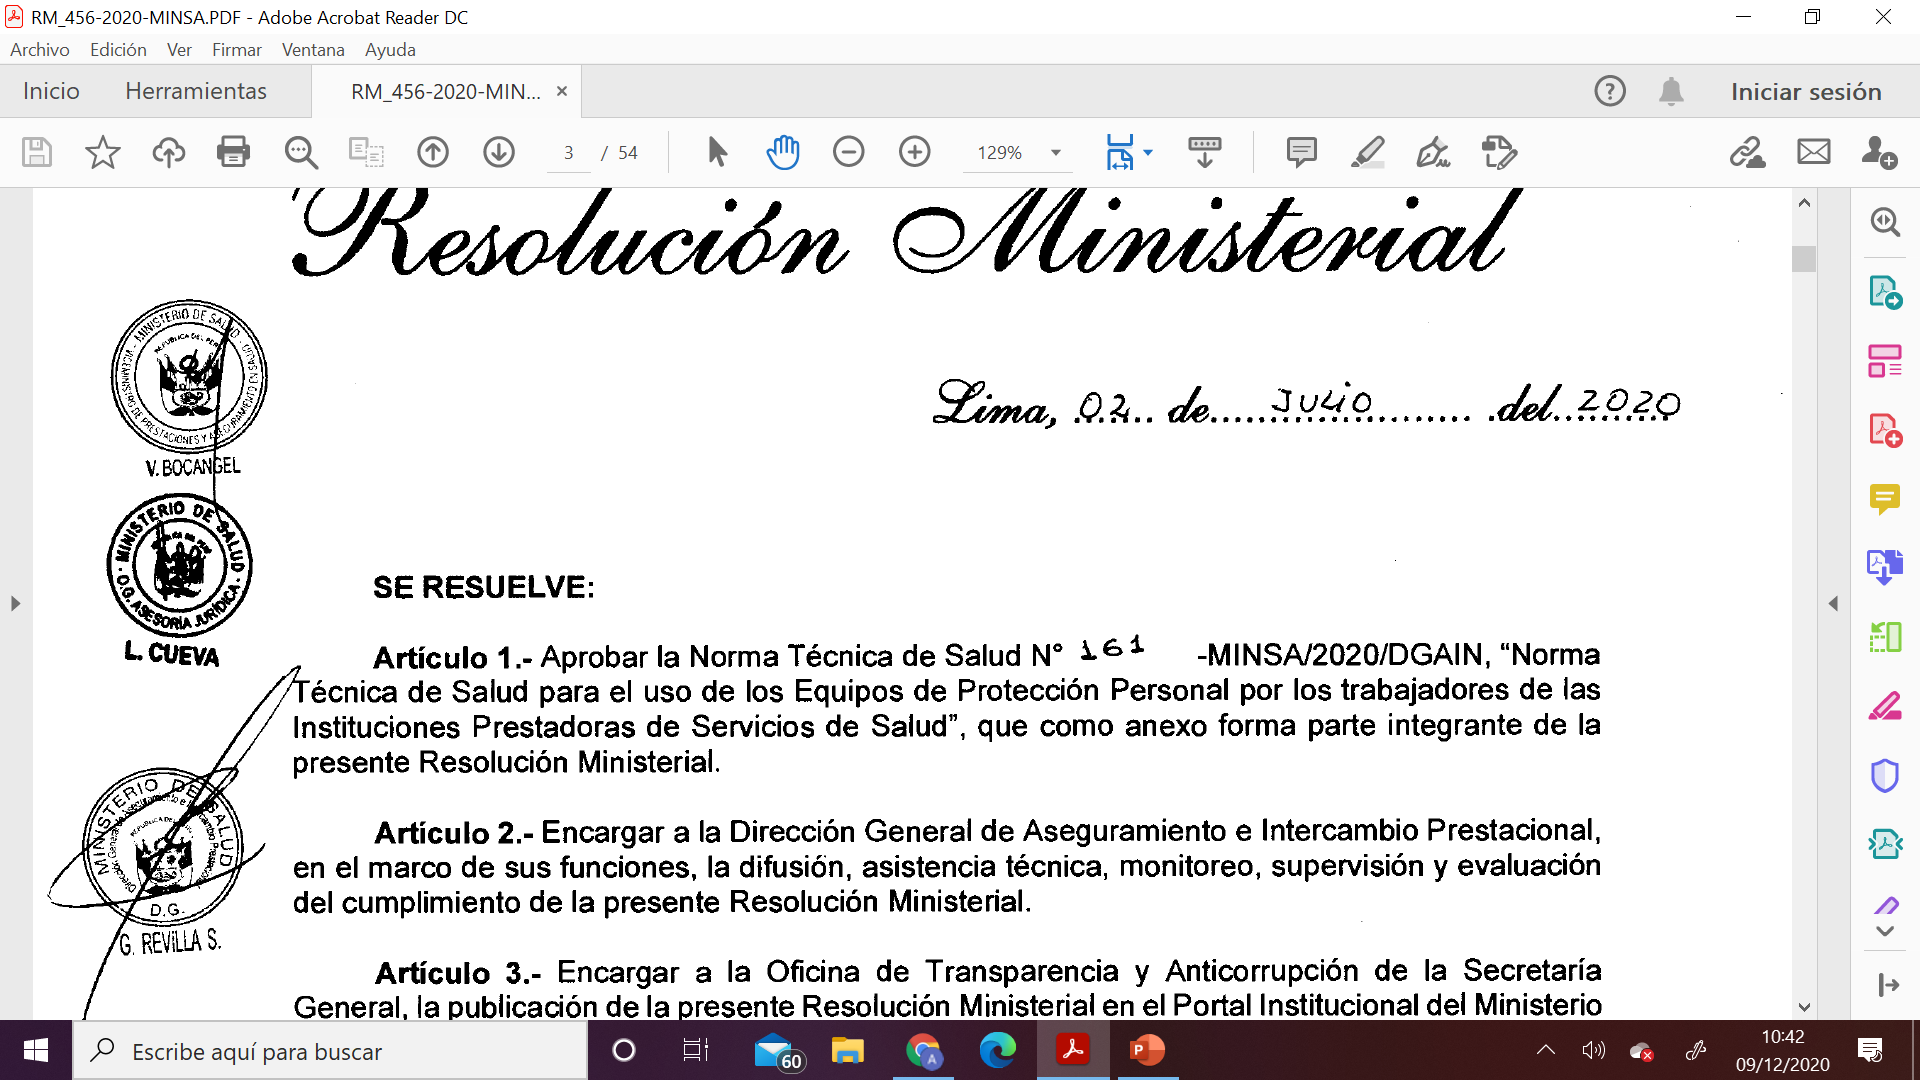 RM_456-2020-MINSA.PDF - Adobe Acrobat Reader DC
Archivo Edición Ver Firmar Ventana Ayuda
Inicio Herramientas RM_456-2020-MIN... × Iniciar sesión
3 / 54 129%
Resolución Ministerial
MINISTERIO DE SALUD
REPUBLICA DEL PERU
V. BOCANGEL
Lima, 02 de JULIO del 2020
MINISTERIO DE SALUD
O.G. ASESORÍA JURÍDICA
L. CUEVA
SE RESUELVE:
Artículo 1.- Aprobar la Norma Técnica de Salud N° 161 -MINSA/2020/DGAIN, “Norma
Técnica de Salud para el uso de los Equipos de Protección Personal por los trabajadores de las
Instituciones Prestadoras de Servicios de Salud”, que como anexo forma parte integrante de la
presente Resolución Ministerial.
MINISTERIO DE SALUD
D.G.
G. REVILLA S.
Artículo 2.- Encargar a la Dirección General de Aseguramiento e Intercambio Prestacional,
en el marco de sus funciones, la difusión, asistencia técnica, monitoreo, supervisión y evaluación
del cumplimiento de la presente Resolución Ministerial.
Artículo 3.- Encargar a la Oficina de Transparencia y Anticorrupción de la Secretaría
General, la publicación de la presente Resolución Ministerial en el Portal Institucional del Ministerio
Escribe aquí para buscar
60
A
P
10:42
09/12/2020